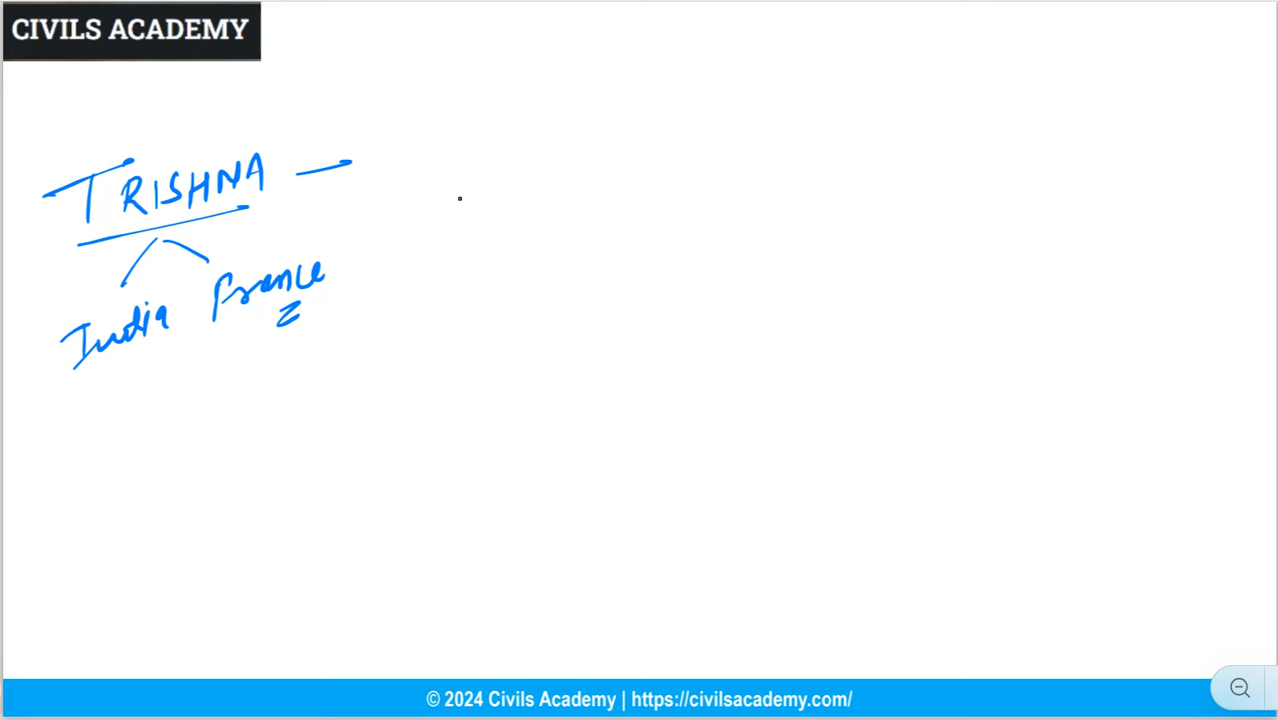 CIVILS ACADEMY
TRISHNA —
India France
© 2024 Civils Academy | https://civilsacademy.com/